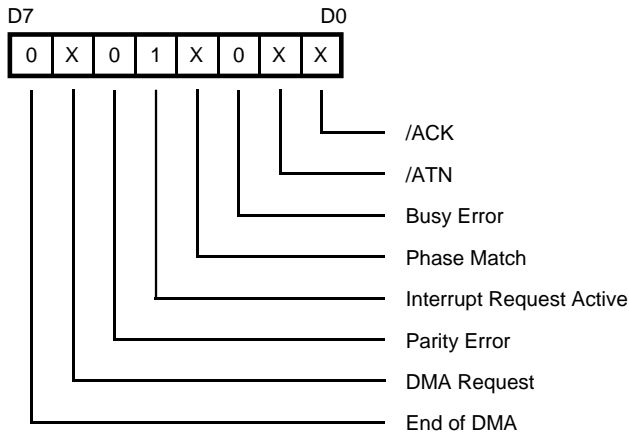 D7 D0
0 X 0 1 X 0 X X
/ACK
/ATN
Busy Error
Phase Match
Interrupt Request Active
Parity Error
DMA Request
End of DMA